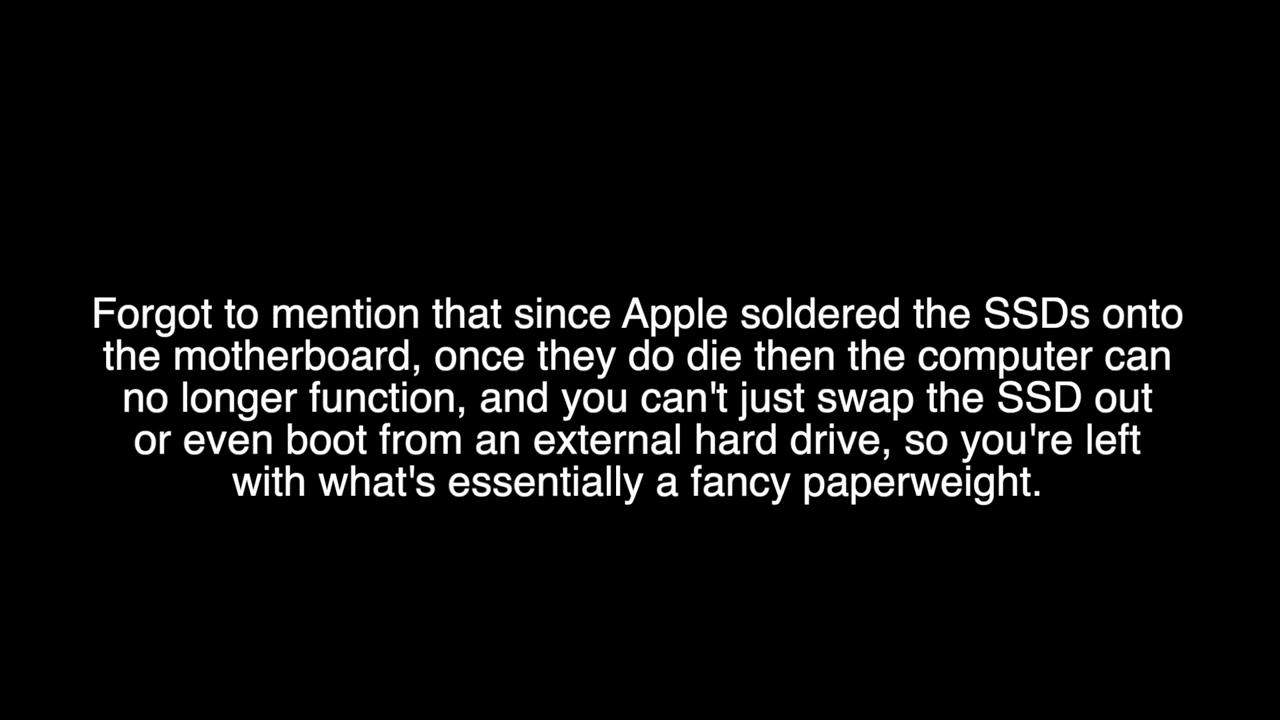 Forgot to mention that since Apple soldered the SSDs onto
the motherboard, once they do die then the computer can
no longer function, and you can't just swap the SSD out
or even boot from an external hard drive, so you're left
with what's essentially a fancy paperweight.